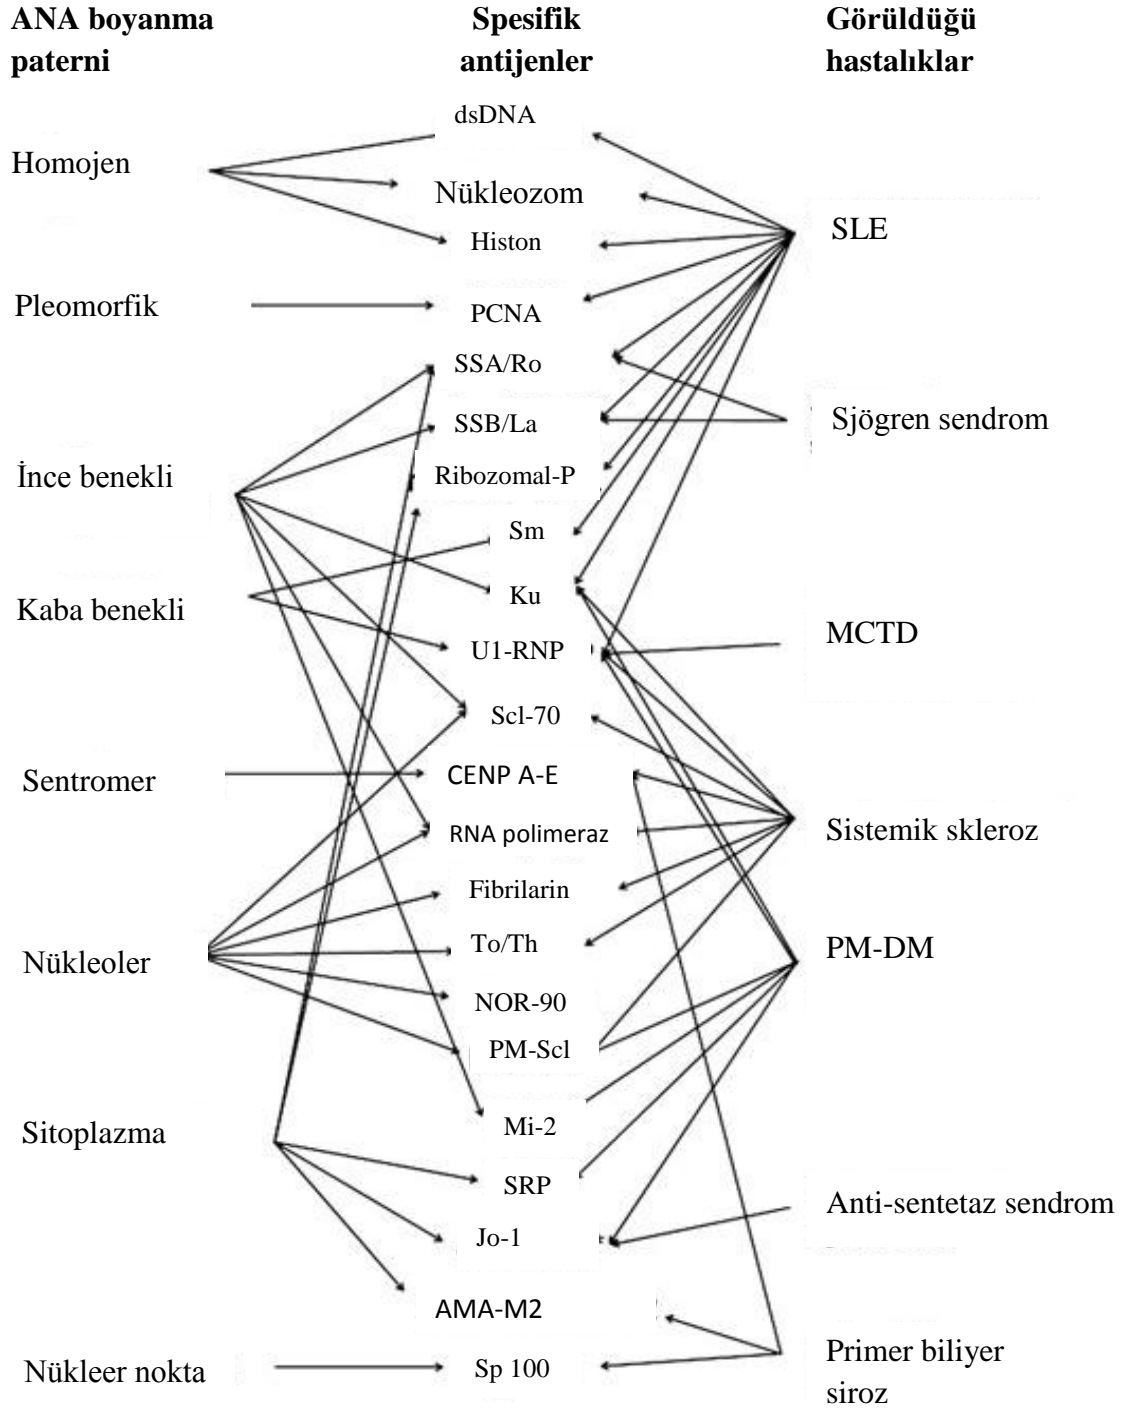 ANA boyanma
paterni
Spesifik
antijenler
Görüldüğü
hastalıklar
Homojen
Pleomorfik
İnce benekli
Kaba benekli
Sentromer
Nükleoler
Sitoplazma
Nükleer nokta
dsDNA
Nükleozom
Histon
PCNA
SSA/Ro
SSB/La
Ribozomal-P
Sm
Ku
U1-RNP
Scl-70
CENP A-E
RNA polimeraz
Fibrilarin
To/Th
NOR-90
PM-Scl
Mi-2
SRP
Jo-1
AMA-M2
Sp 100
SLE
Sjögren sendrom
MCTD
Sistemik skleroz
PM-DM
Anti-sentetaz sendrom
Primer biliyer
siroz